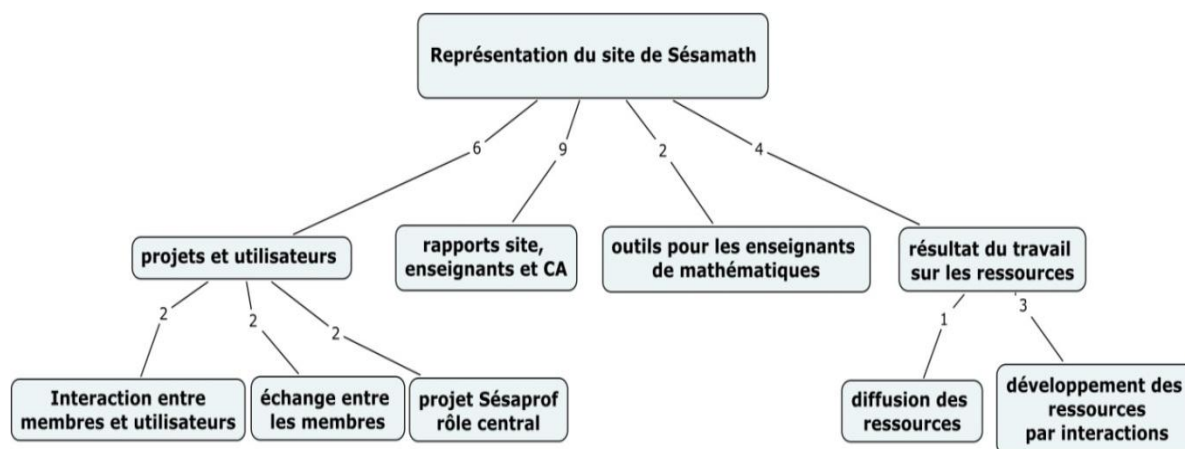 Représentation du site de Sésamath
6
9
2
4
projets et utilisateurs
rapports site,
enseignants et CA
outils pour les enseignants
de mathématiques
résultat du travail
sur les ressources
2
2
2
1
3
Interaction entre
membres et utilisateurs
échange entre
les membres
projet Sésaprof
rôle central
diffusion des
ressources
développement des
ressources
par interactions